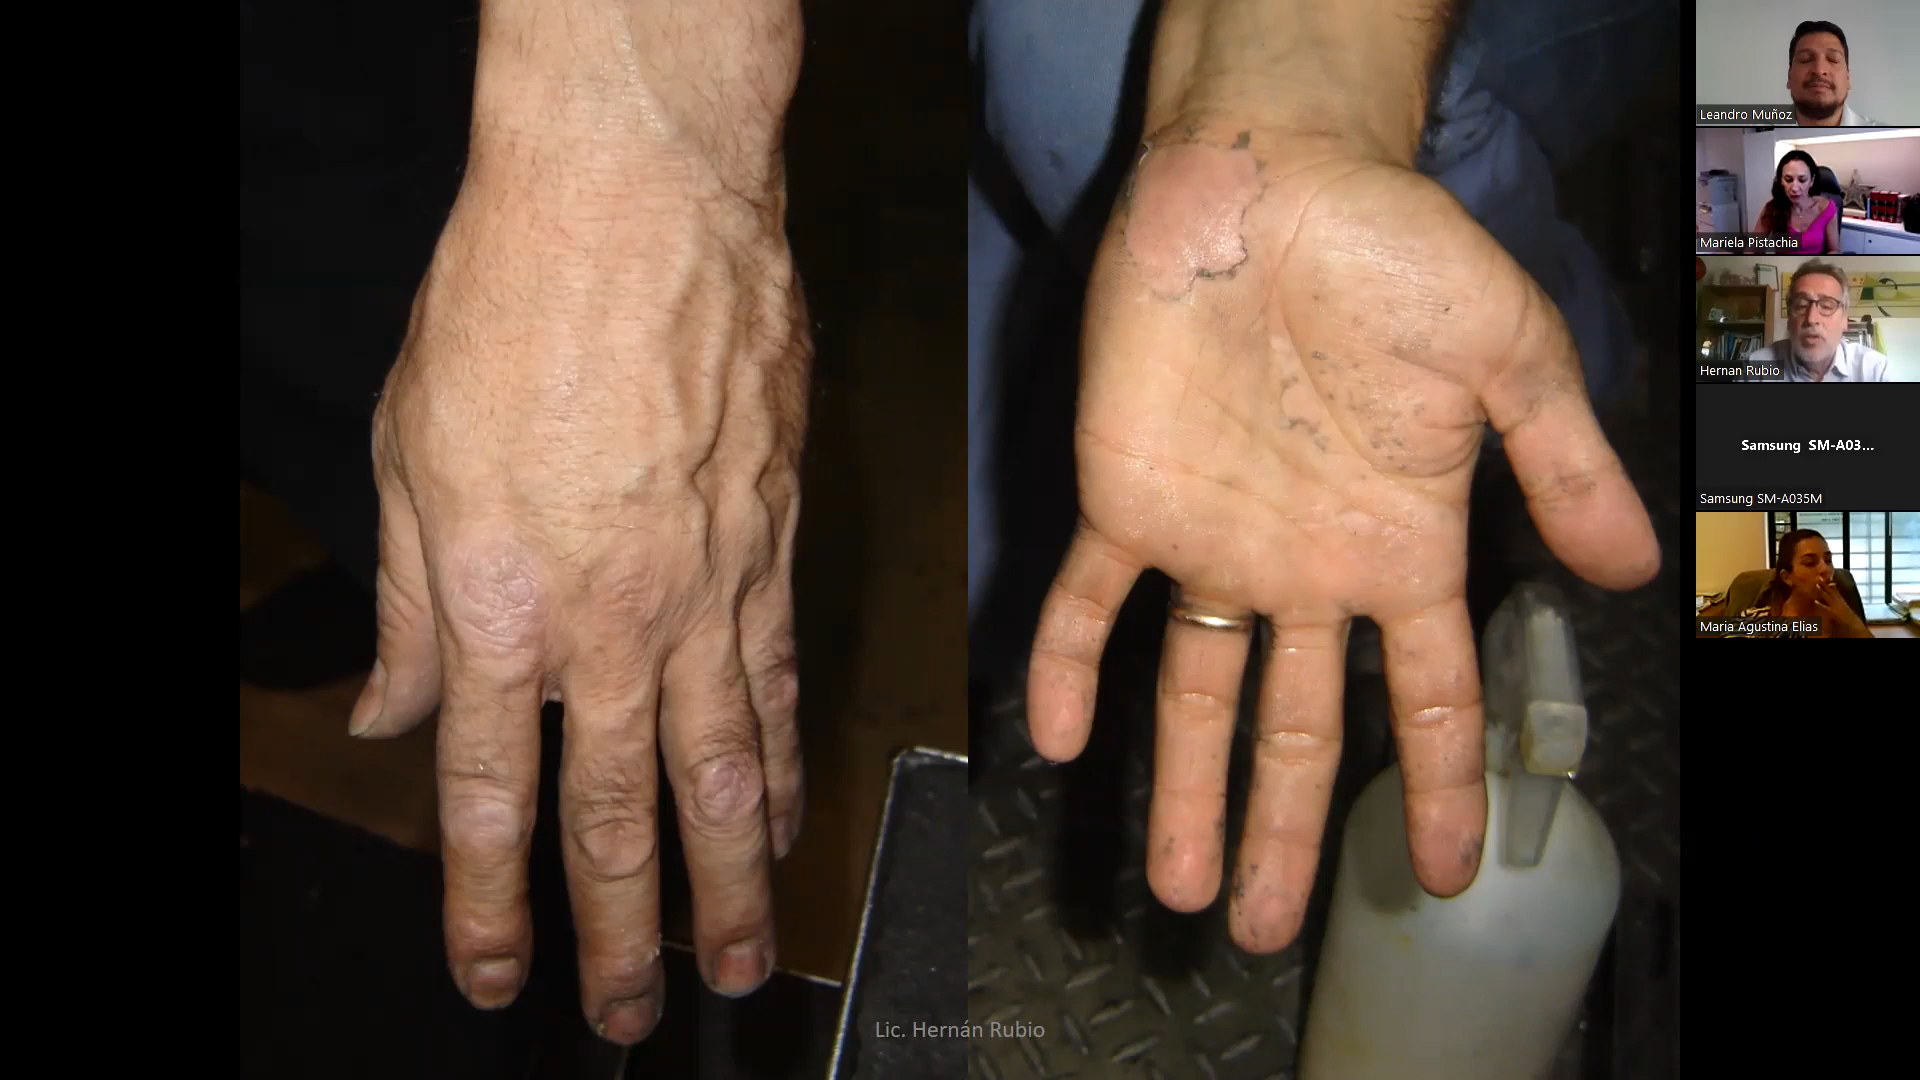 Leandro Muñoz
Mariela Pistachia
Hernan Rubio
Samsung SM-A03...
Samsung SM-A035M
Maria Agustina Elias
Lic. Hernán Rubio